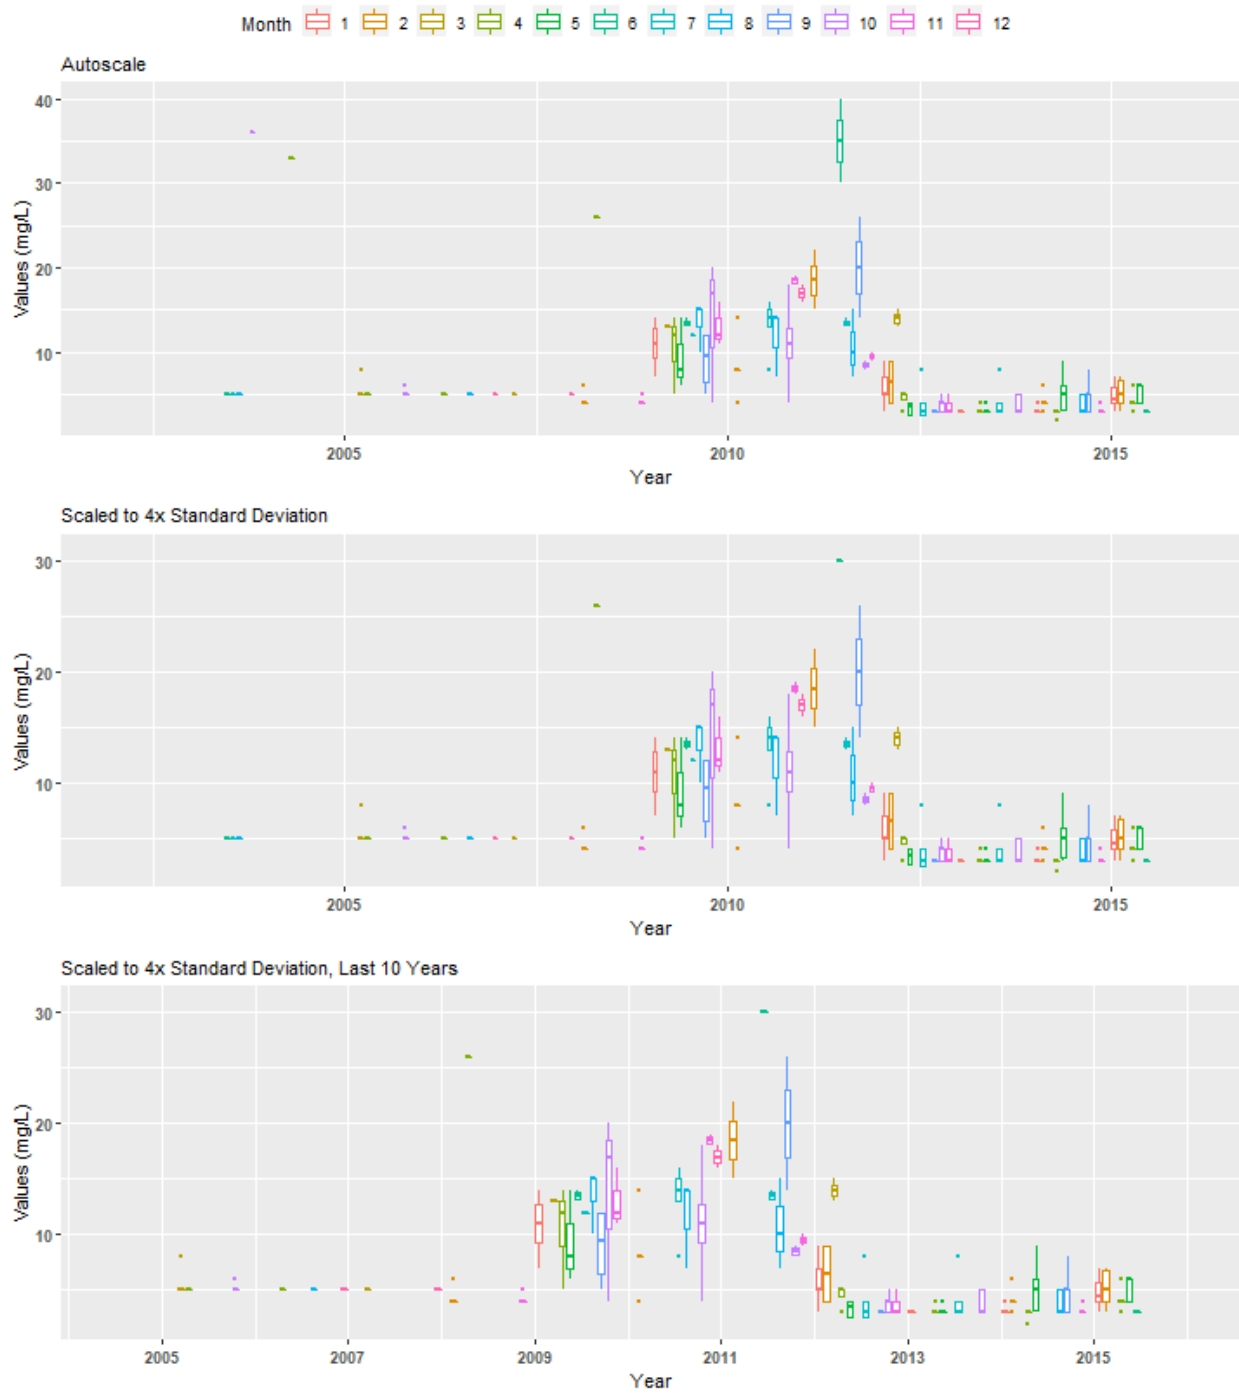 Month 1 2 3 4 5 6 7 8 9 10 11 12
Autoscale
Values (mg/L)
40
30
20
10
2005 2010 2015
Year
Scaled to 4x Standard Deviation
Values (mg/L)
30
20
10
2005 2010 2015
Year
Scaled to 4x Standard Deviation, Last 10 Years
Values (mg/L)
30
20
10
2005 2007 2009 2011 2013 2015
Year